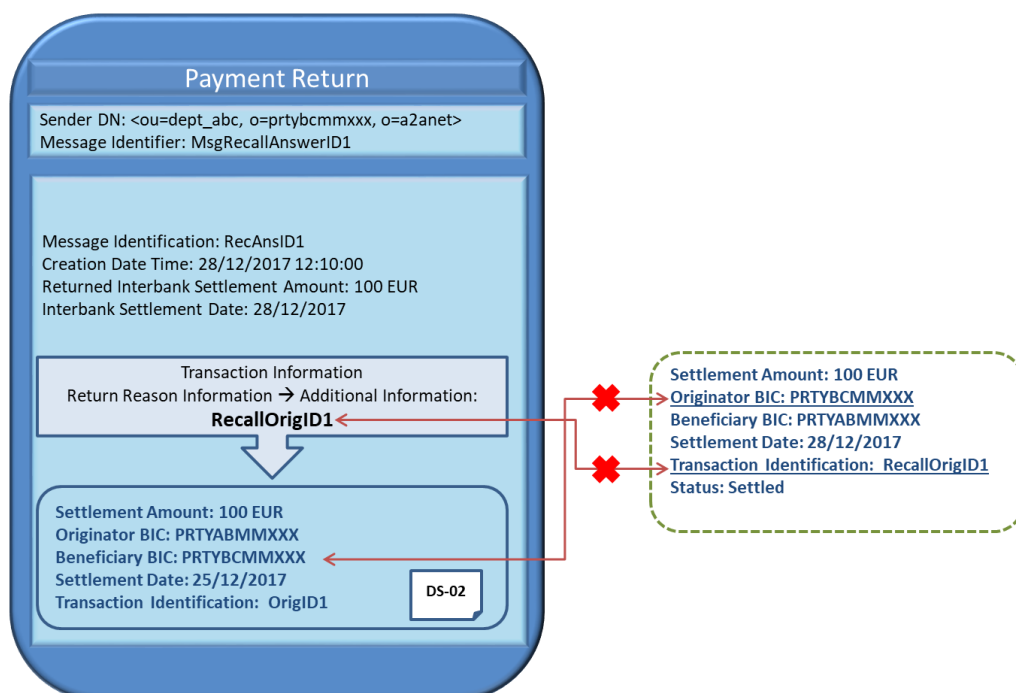 Payment Return
Sender DN: <ou=dept_abc, o=prtybcmmxxx, o=a2anet>
Message Identifier: MsgRecallAnswerID1
Message Identification: RecAnsID1
Creation Date Time: 28/12/2017 12:10:00
Returned Interbank Settlement Amount: 100 EUR
Interbank Settlement Date: 28/12/2017
Transaction Information
Return Reason Information → Additional Information:
RecallOrigID1
Settlement Amount: 100 EUR
Originator BIC: PRTYABMMXXX
Beneficiary BIC: PRTYBCMMXXX
Settlement Date: 25/12/2017
Transaction Identification: OrigID1
DS-02
Settlement Amount: 100 EUR
Originator BIC: PRTYBCMMXXX
Beneficiary BIC: PRTYABMMXXX
Settlement Date: 28/12/2017
Transaction Identification: RecallOrigID1
Status: Settled